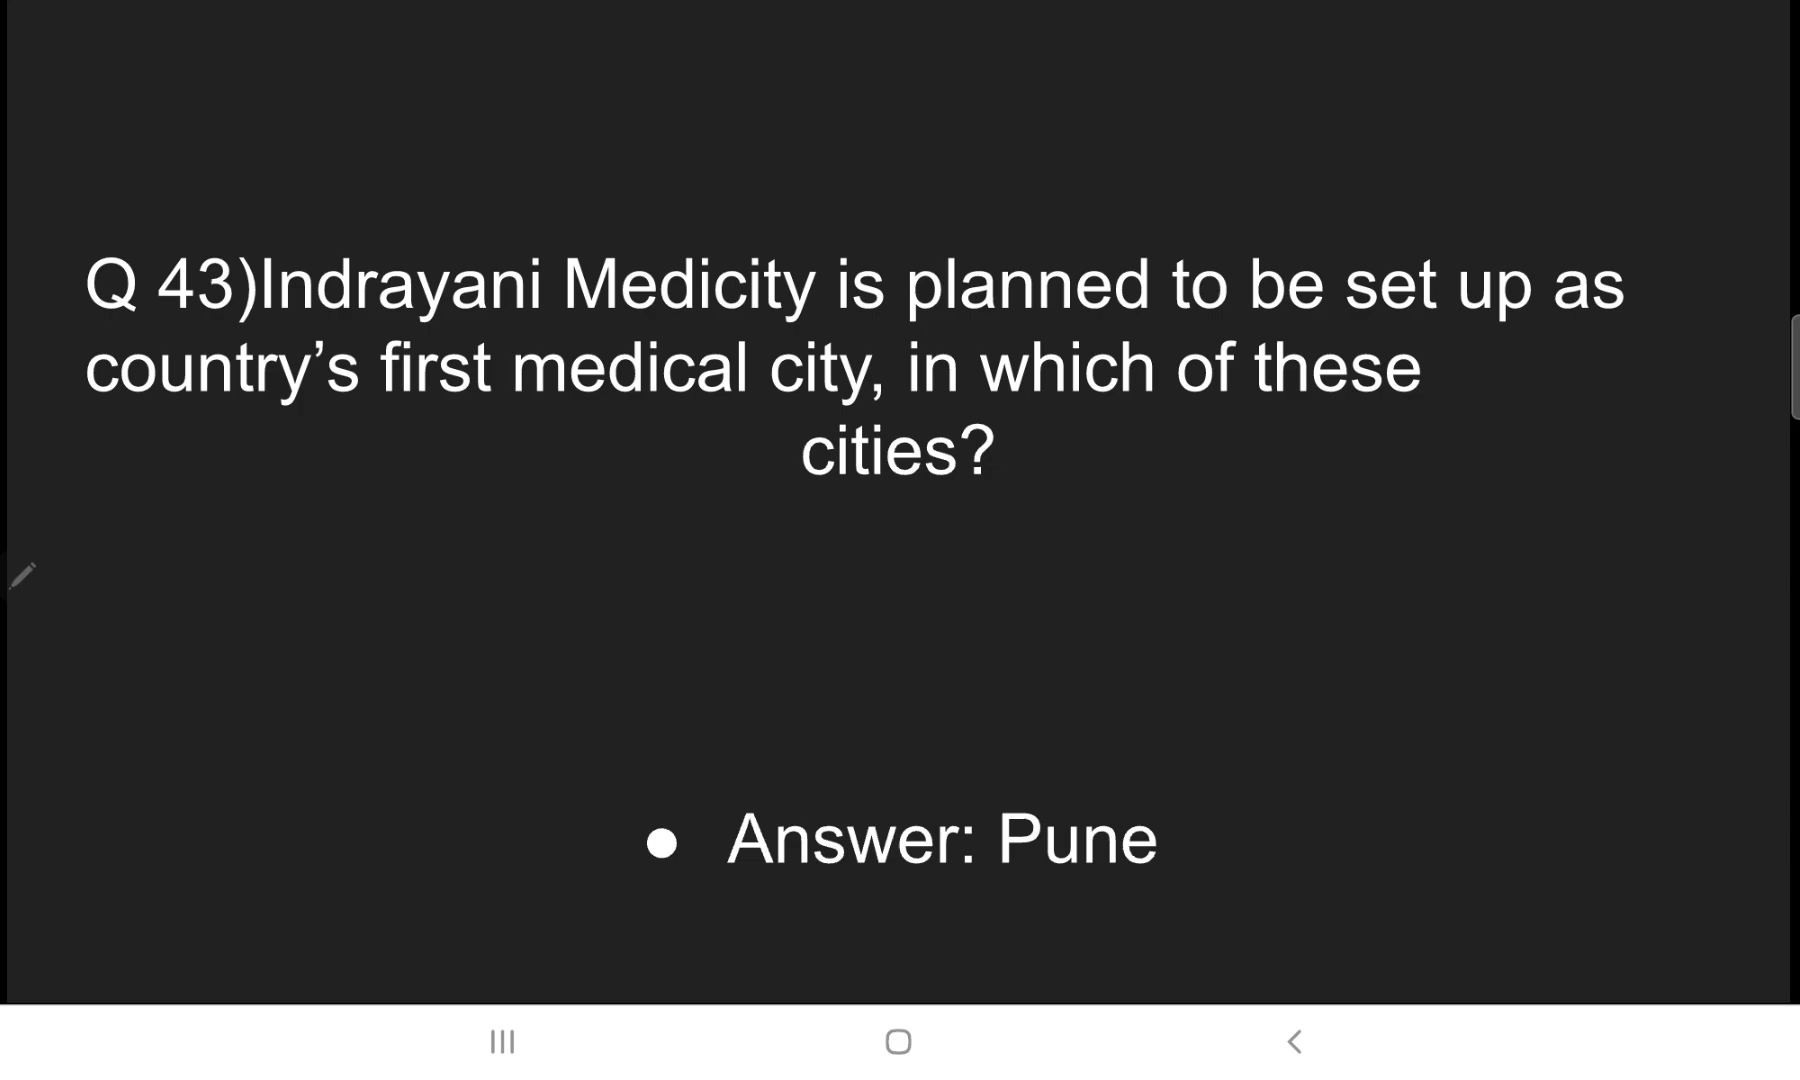 Q 43)Indrayani Medicity is planned to be set up as
country’s first medical city, in which of these
cities?
● Answer: Pune